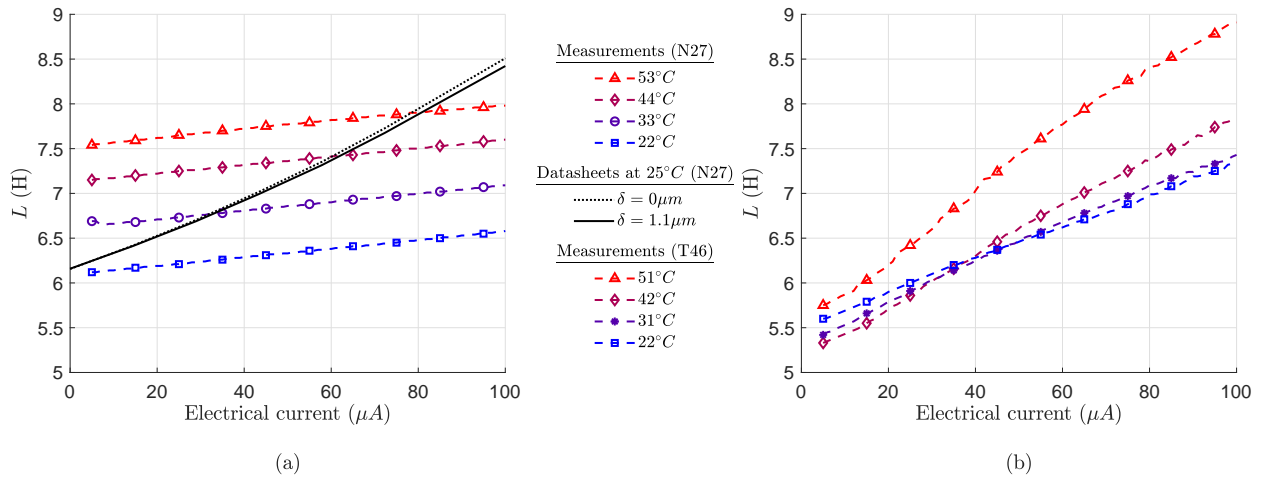 9
8.5
8
7.5
7
6.5
6
5.5
5
L (H)
0 20 40 60 80 100
Electrical current (μA)
(a)
Measurements (N27)
53°C
44°C
33°C
22°C
Datasheets at 25°C (N27)
δ = 0μm
δ = 1.1μm
Measurements (T46)
51°C
42°C
31°C
22°C
9
8.5
8
7.5
7
6.5
6
5.5
5
L (H)
0 20 40 60 80 100
Electrical current (μA)
(b)